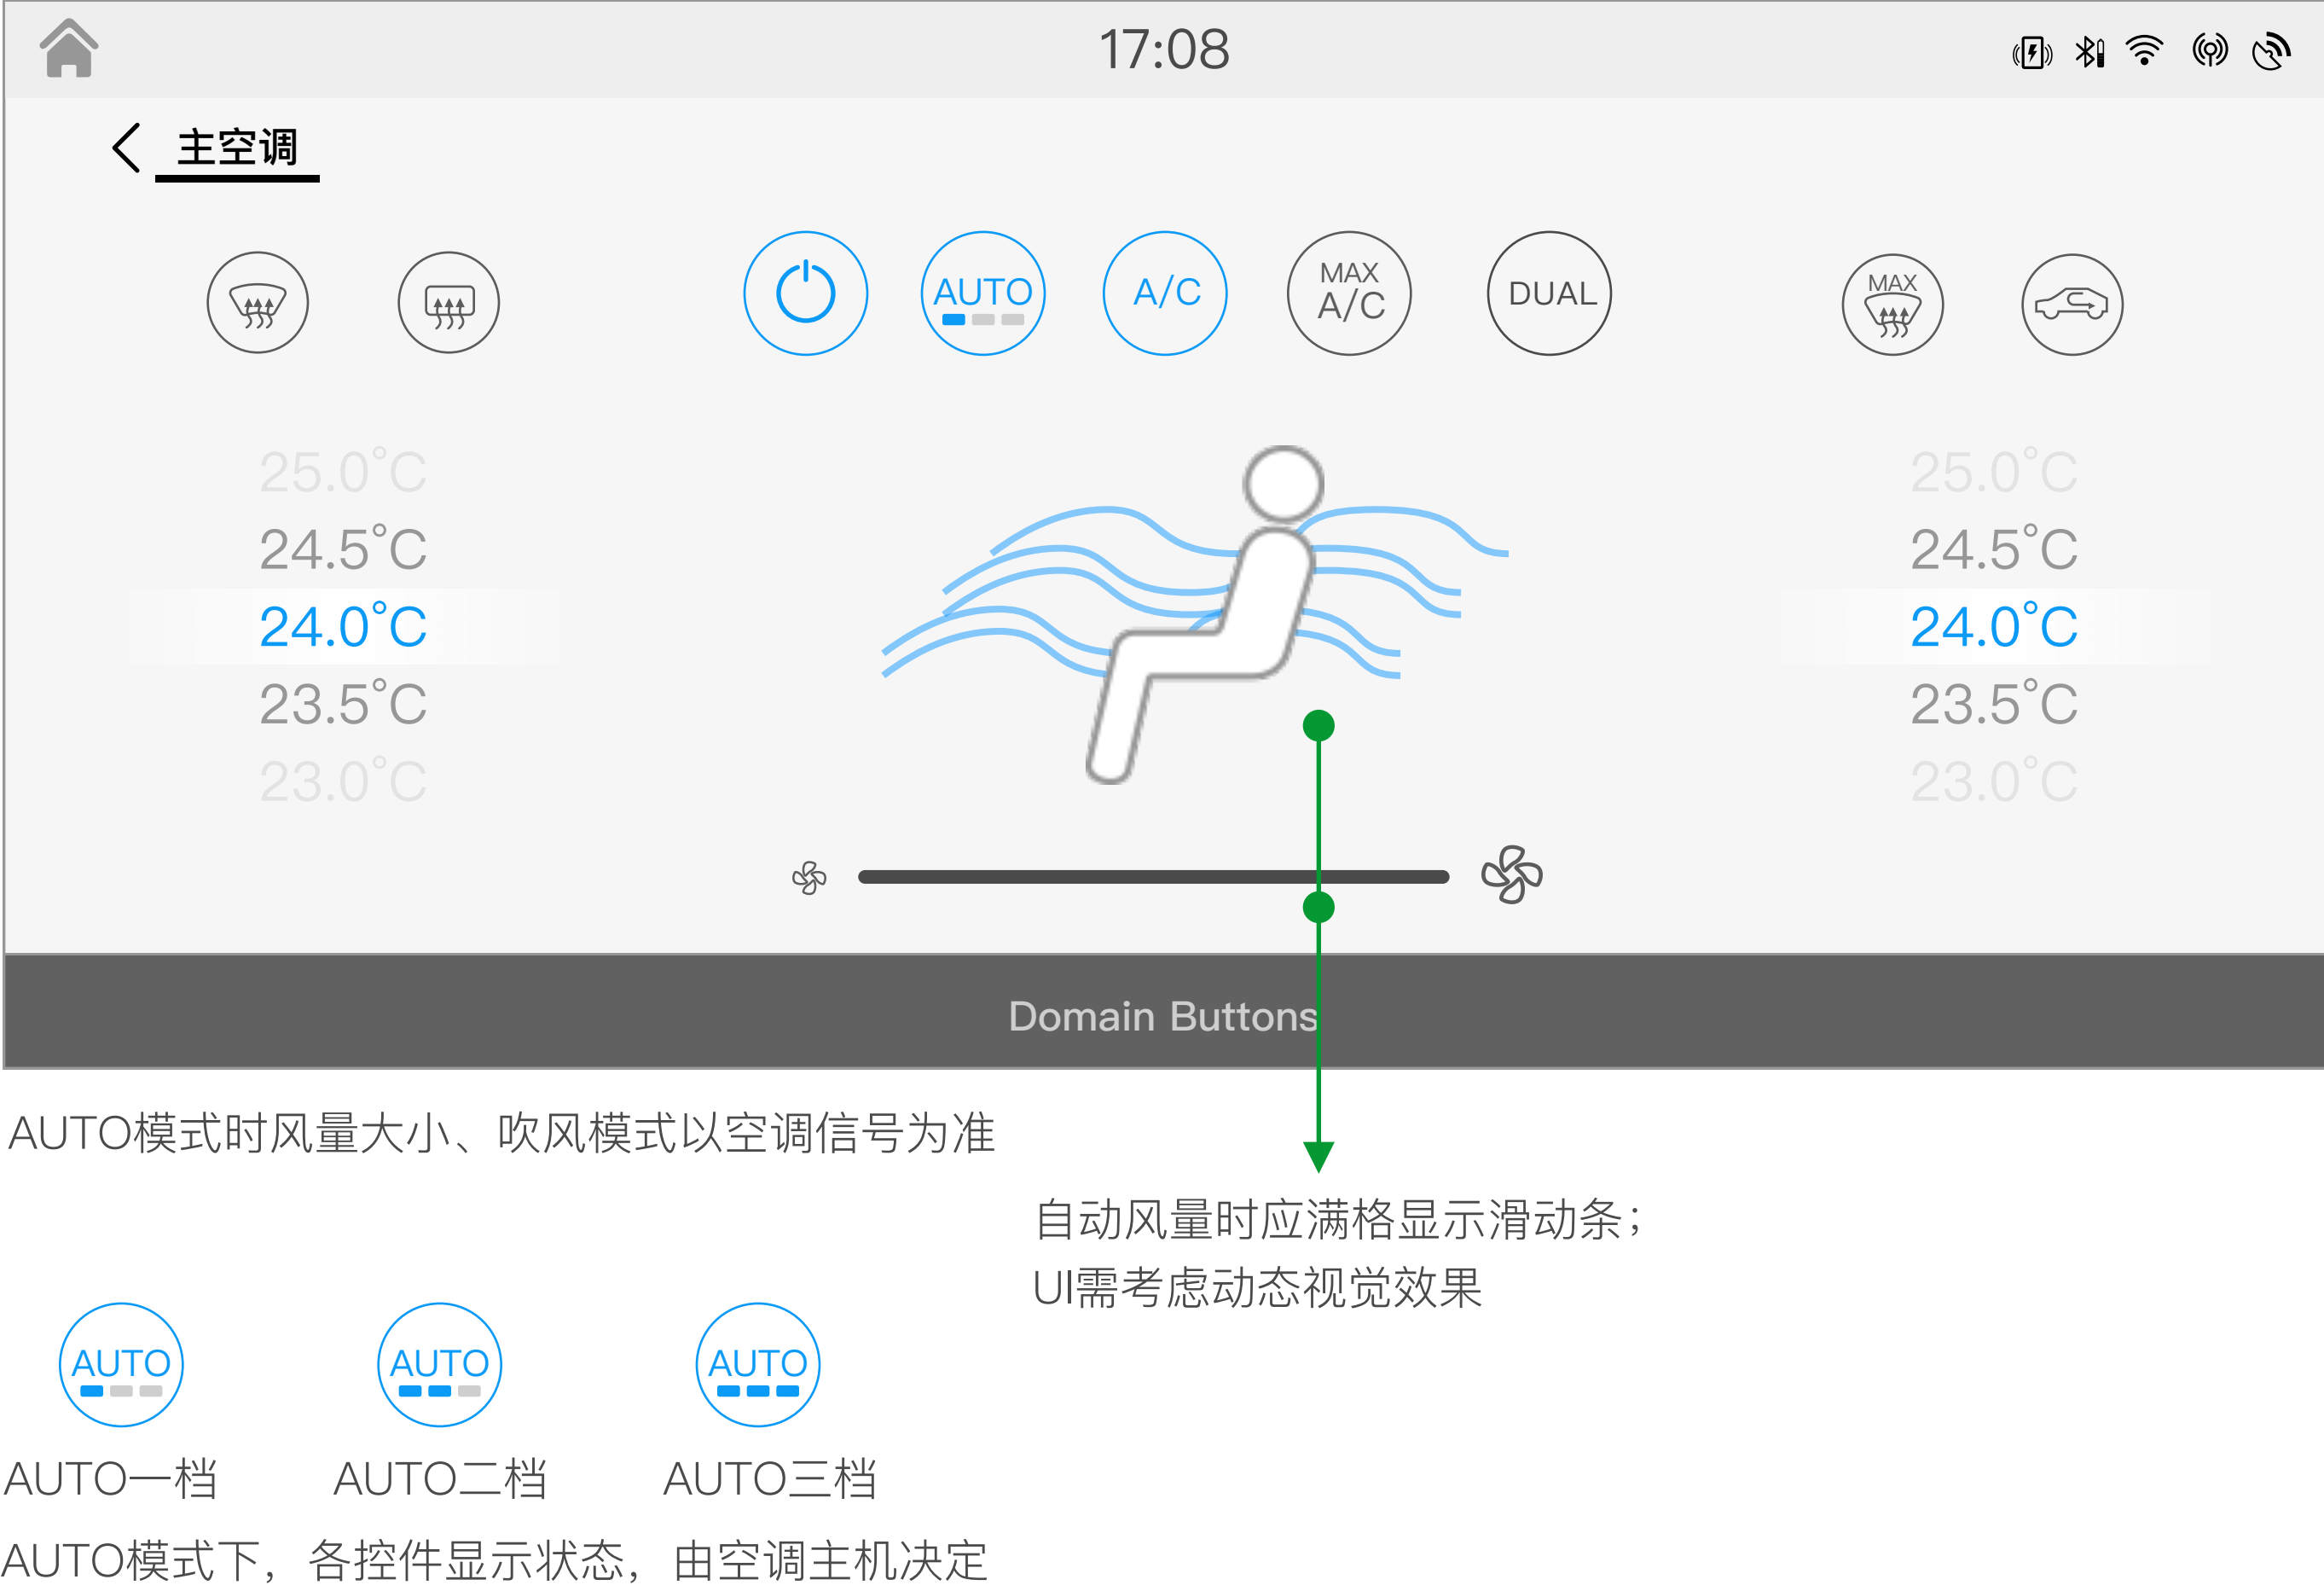 17:08
主空调
AUTO
A/C
MAX
A/C
DUAL
MAX
25.0°C
24.5°C
24.0°C
23.5°C
23.0°C
25.0°C
24.5°C
24.0°C
23.5°C
23.0°C
Domain Buttons
AUTO模式时风量大小、吹风模式以空调信号为准
自动风量时应满格显示滑动条；
UI需考虑动态视觉效果
AUTO
AUTO
AUTO
AUTO一档
AUTO二档
AUTO三档
AUTO模式下，各控件显示状态，由空调主机决定